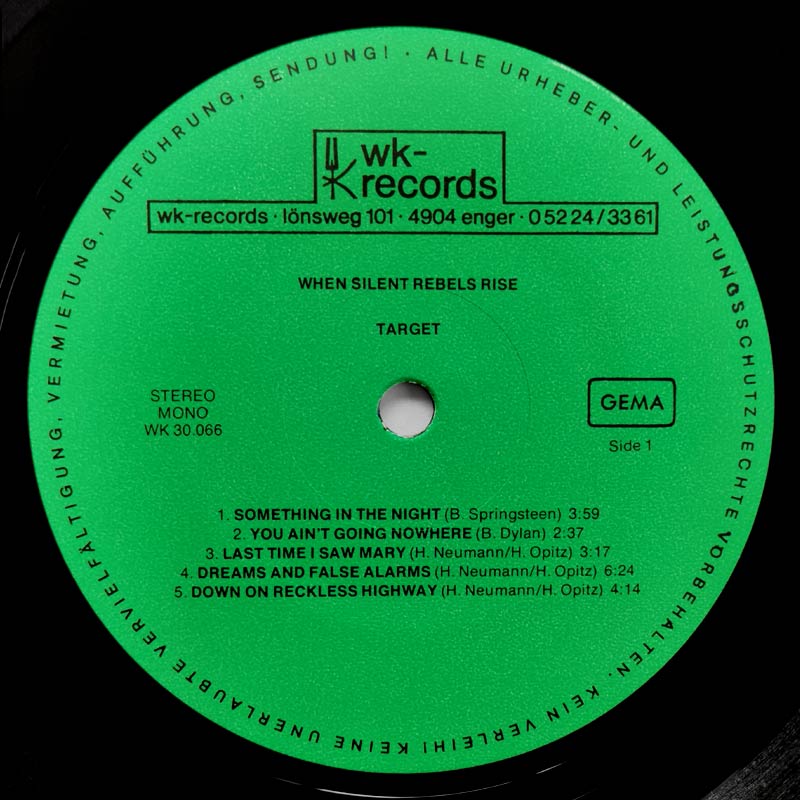 ALLE URHEBER- UND LEISTUNGSSCHUTZRECHTE VORBEHALTEN. KEIN VERLEIH! KEINE UNERLAUBTE VERVIELFÄLTIGUNG, VERMIETUNG, AUFFÜHRUNG, SENDUNG! ·
wk-
records
wk-records · lönsweg 101 · 4904 enger · 0 52 24 / 33 61
WHEN SILENT REBELS RISE
TARGET
STEREO
MONO
WK 30.066
GEMA
Side 1
1. SOMETHING IN THE NIGHT (B. Springsteen) 3:59
2. YOU AIN'T GOING NOWHERE (B. Dylan) 2:37
3. LAST TIME I SAW MARY (H. Neumann/H. Opitz) 3:17
4. DREAMS AND FALSE ALARMS (H. Neumann/H. Opitz) 6:24
5. DOWN ON RECKLESS HIGHWAY (H. Neumann/H. Opitz) 4:14